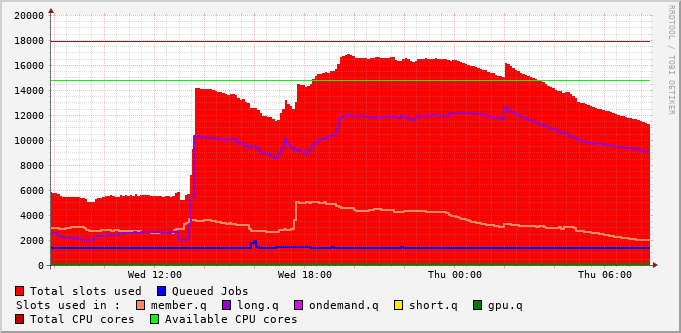 20000
18000
16000
14000
12000
10000
8000
6000
4000
2000
0
Wed 12:00 Wed 18:00 Thu 00:00 Thu 06:00
Total slots used Queued Jobs
Slots used in : member.q long.q ondemand.q short.q gpu.q
Total CPU cores Available CPU cores
RRDTOOL / TOBI OETIKER